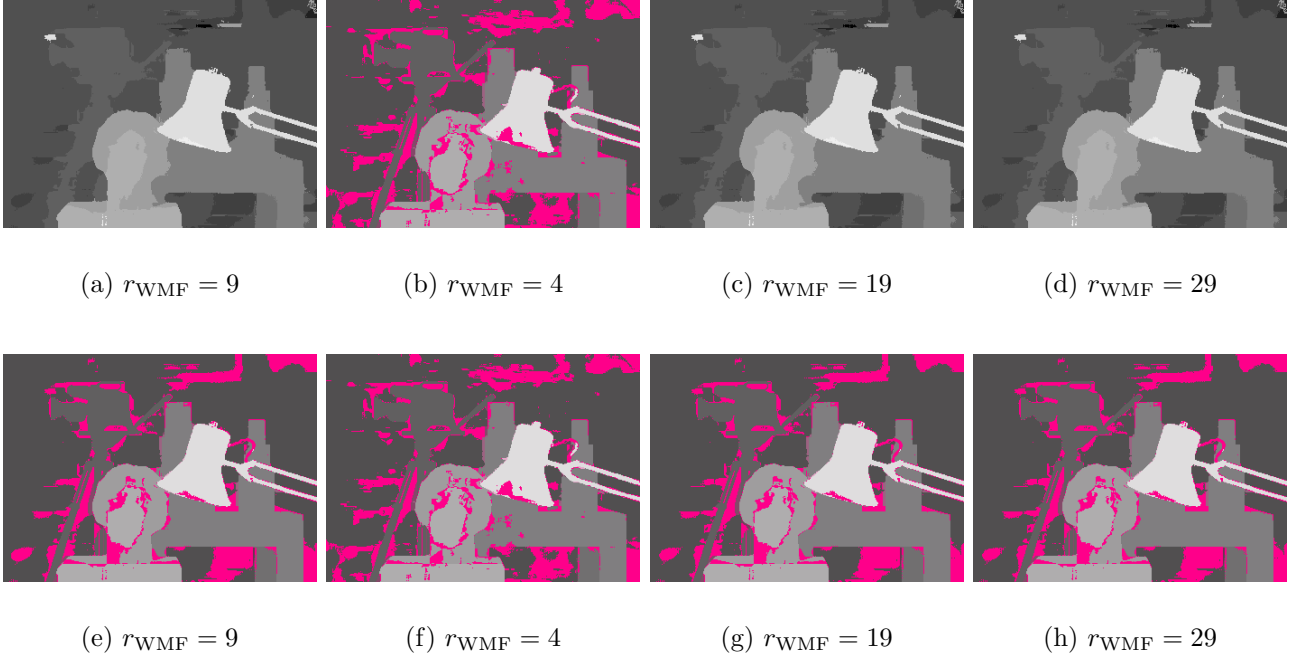 (a) r_WMF = 9 (b) r_WMF = 4 (c) r_WMF = 19 (d) r_WMF = 29
(e) r_WMF = 9 (f) r_WMF = 4 (g) r_WMF = 19 (h) r_WMF = 29